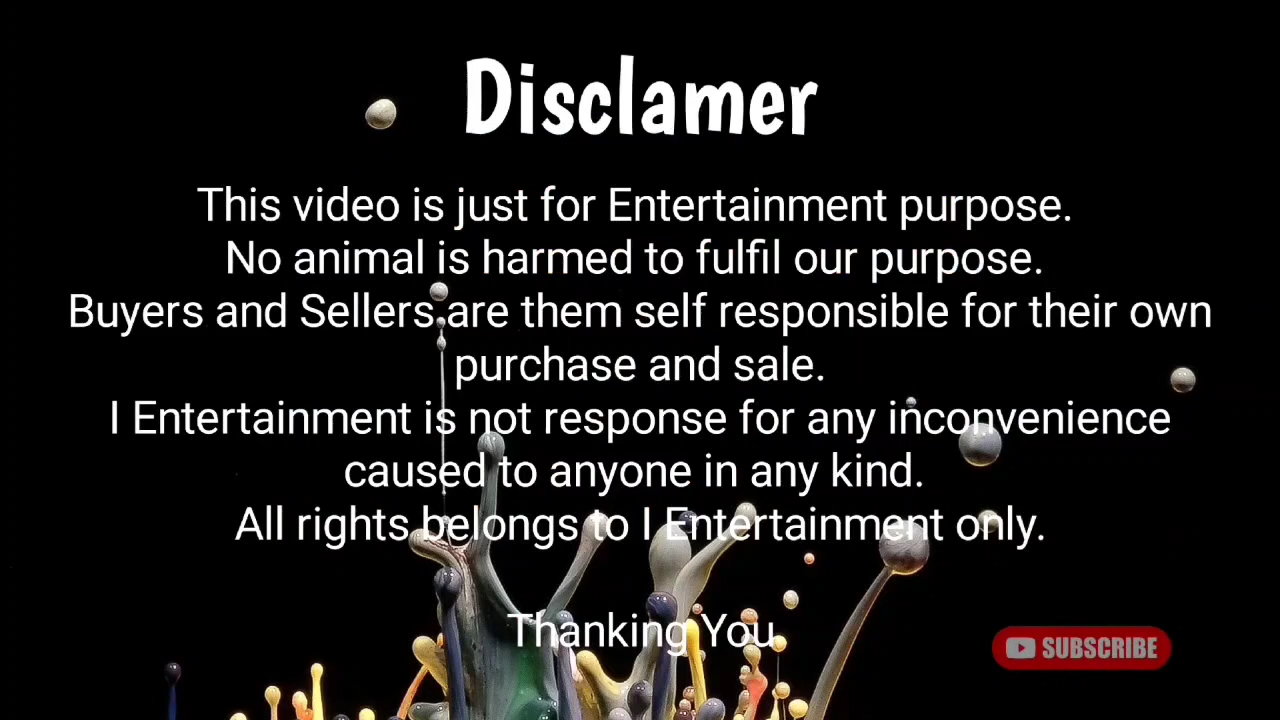 Disclamer
This video is just for Entertainment purpose.
No animal is harmed to fulfil our purpose.
Buyers and Sellers are them self responsible for their own
purchase and sale.
I Entertainment is not response for any inconvenience
caused to anyone in any kind.
All rights belongs to I Entertainment only.
Thanking You
SUBSCRIBE